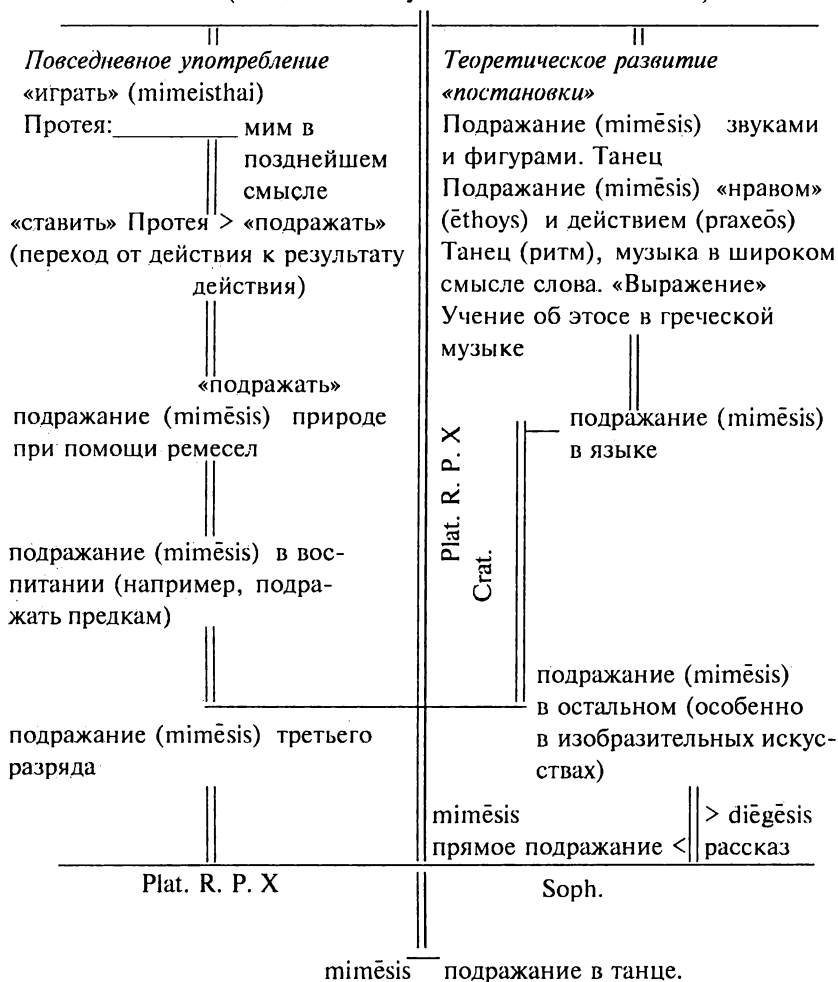 Повседневное употребление
«играть» (mimeisthai)
Протея: мим в
позднейшем
смысле
«ставить» Протея > «подражать»
(переход от действия к результату
действия)
«подражать»
подражание (mimēsis) природе
при помощи ремесел
подражание (mimēsis) в вос-
питании (например, подра-
жать предкам)
подражание (mimēsis) третьего
разряда
Plat. R. P. X
Теоретическое развитие
«постановки»
Подражание (mimēsis) звуками
и фигурами. Танец
Подражание (mimēsis) «нравом»
(ēthoys) и действием (praxeōs)
Танец (ритм), музыка в широком
смысле слова. «Выражение»
Учение об этосе в греческой
музыке
Plat. R. P. X
Crat.
подражание (mimēsis)
в языке
подражание (mimēsis)
в остальном (особенно
в изобразительных искус-
ствах)
mimēsis > diēgēsis
прямое подражание < рассказ
Soph.
mimēsis подражание в танце.